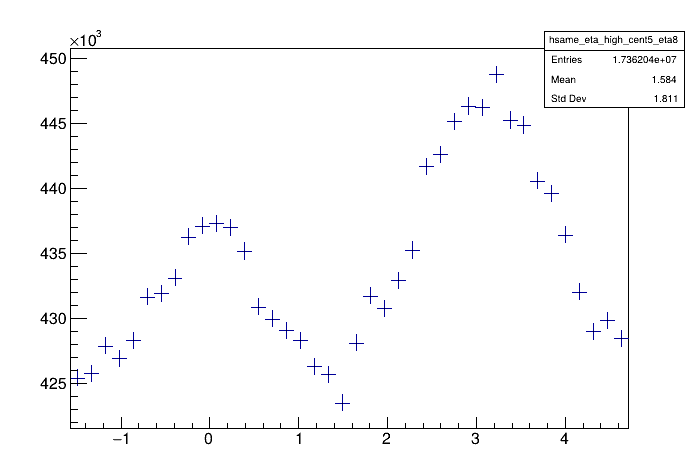 ×10³
hsame_eta_high_cent5_eta8
Entries 1.736204e+07
Mean 1.584
Std Dev 1.811
450
445
440
435
430
425
−1 0 1 2 3 4